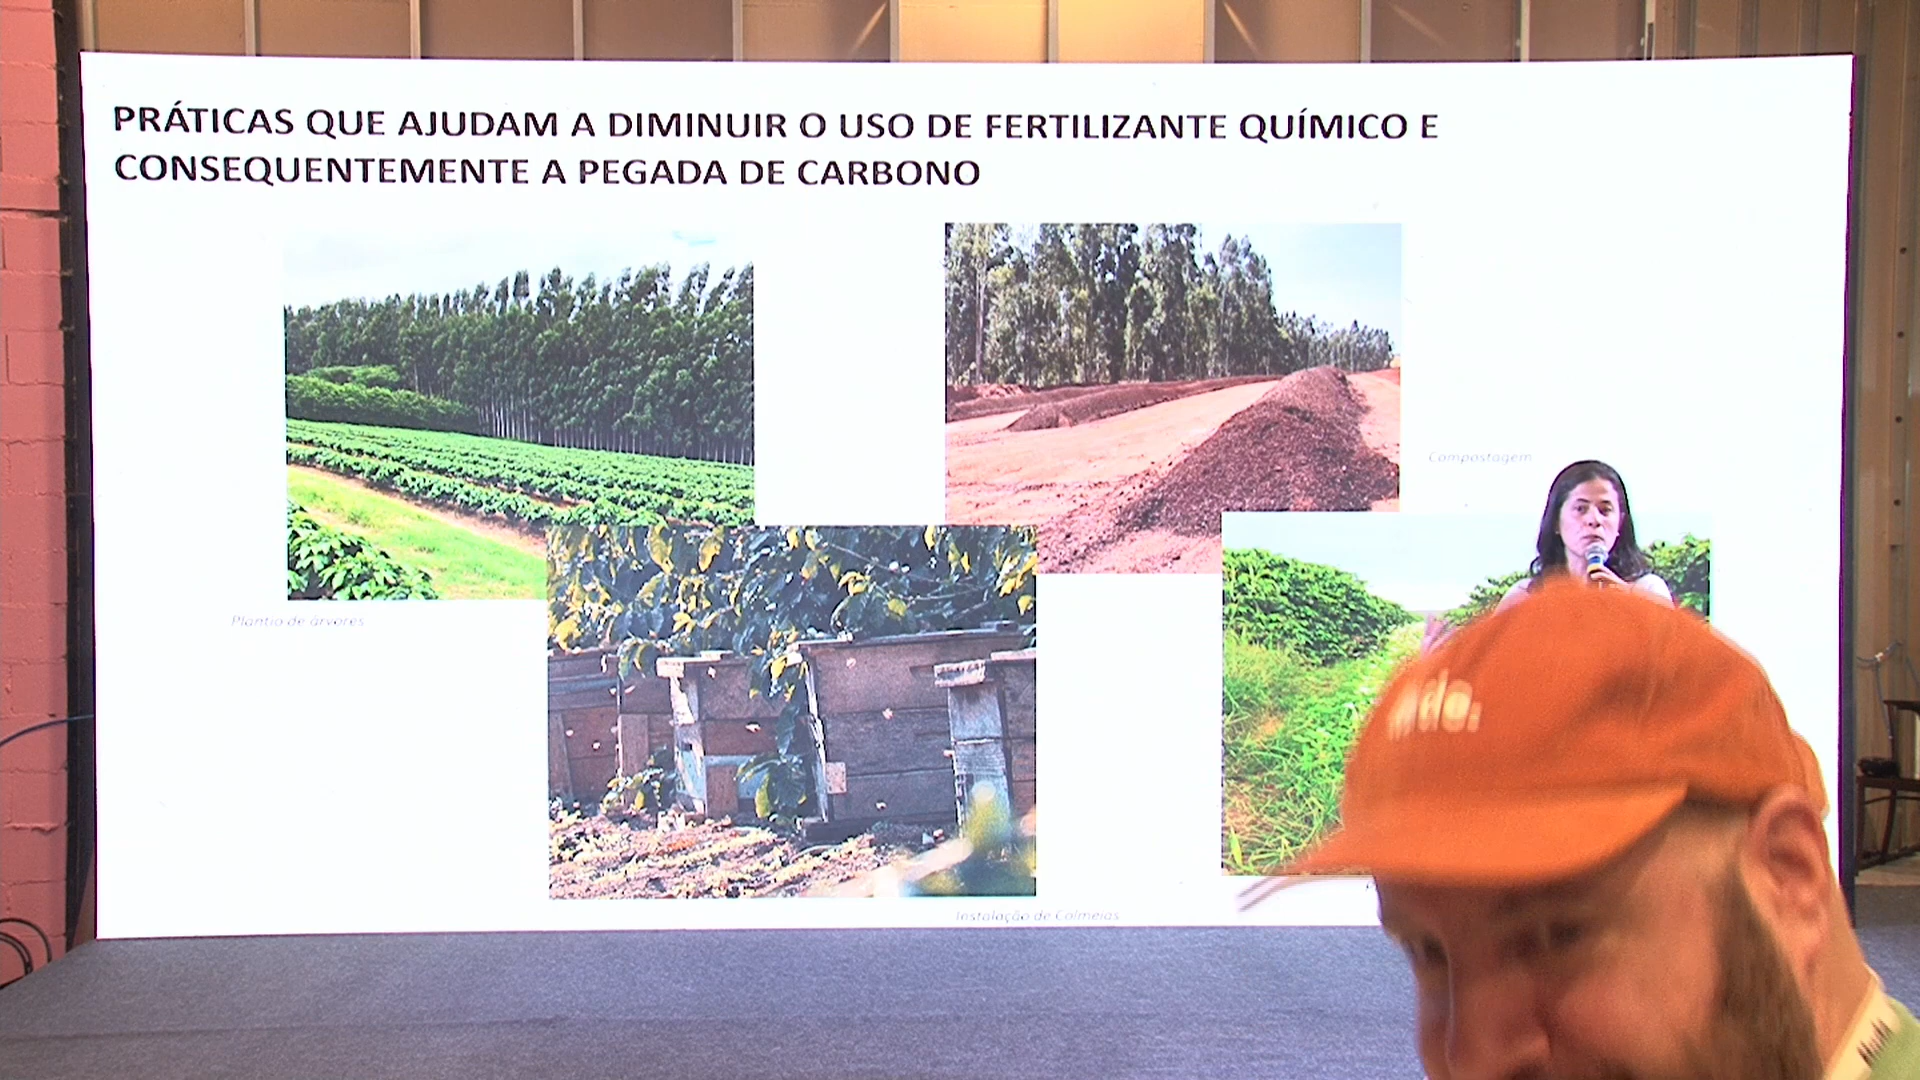 PRÁTICAS QUE AJUDAM A DIMINUIR O USO DE FERTILIZANTE QUÍMICO E
CONSEQUENTEMENTE A PEGADA DE CARBONO
Compostagem
Plantio de árvores
Instalação de Colmeias